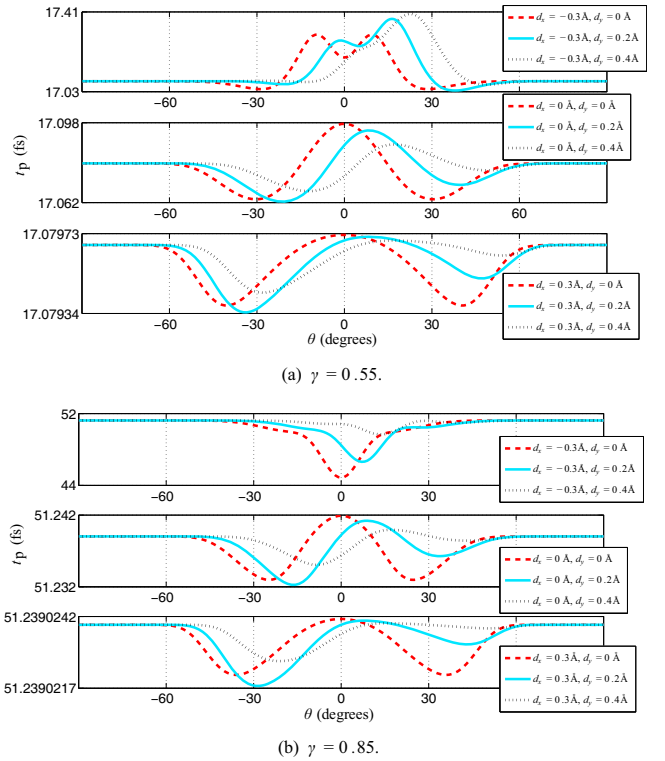 17.41
17.03
−60 −30 0 30
d_x = −0.3Å, d_y = 0 Å
d_x = −0.3Å, d_y = 0.2Å
d_x = −0.3Å, d_y = 0.4Å
17.098
17.062
t_p (fs)
−60 −30 0 30 60
d_x = 0 Å, d_y = 0 Å
d_x = 0 Å, d_y = 0.2Å
d_x = 0 Å, d_y = 0.4Å
17.07973
17.07934
−60 −30 0 30
θ (degrees)
d_x = 0.3Å, d_y = 0 Å
d_x = 0.3Å, d_y = 0.2Å
d_x = 0.3Å, d_y = 0.4Å
(a) γ = 0.55.
52
44
−60 −30 0 30
d_x = −0.3Å, d_y = 0 Å
d_x = −0.3Å, d_y = 0.2Å
d_x = −0.3Å, d_y = 0.4Å
51.242
51.232
t_p (fs)
−60 −30 0 30
d_x = 0Å, d_y = 0 Å
d_x = 0Å, d_y = 0.2Å
d_x = 0Å, d_y = 0.4Å
51.2390242
51.2390217
−60 −30 0 30
θ (degrees)
d_x = 0.3Å, d_y = 0 Å
d_x = 0.3Å, d_y = 0.2Å
d_x = 0.3Å, d_y = 0.4Å
(b) γ = 0.85.